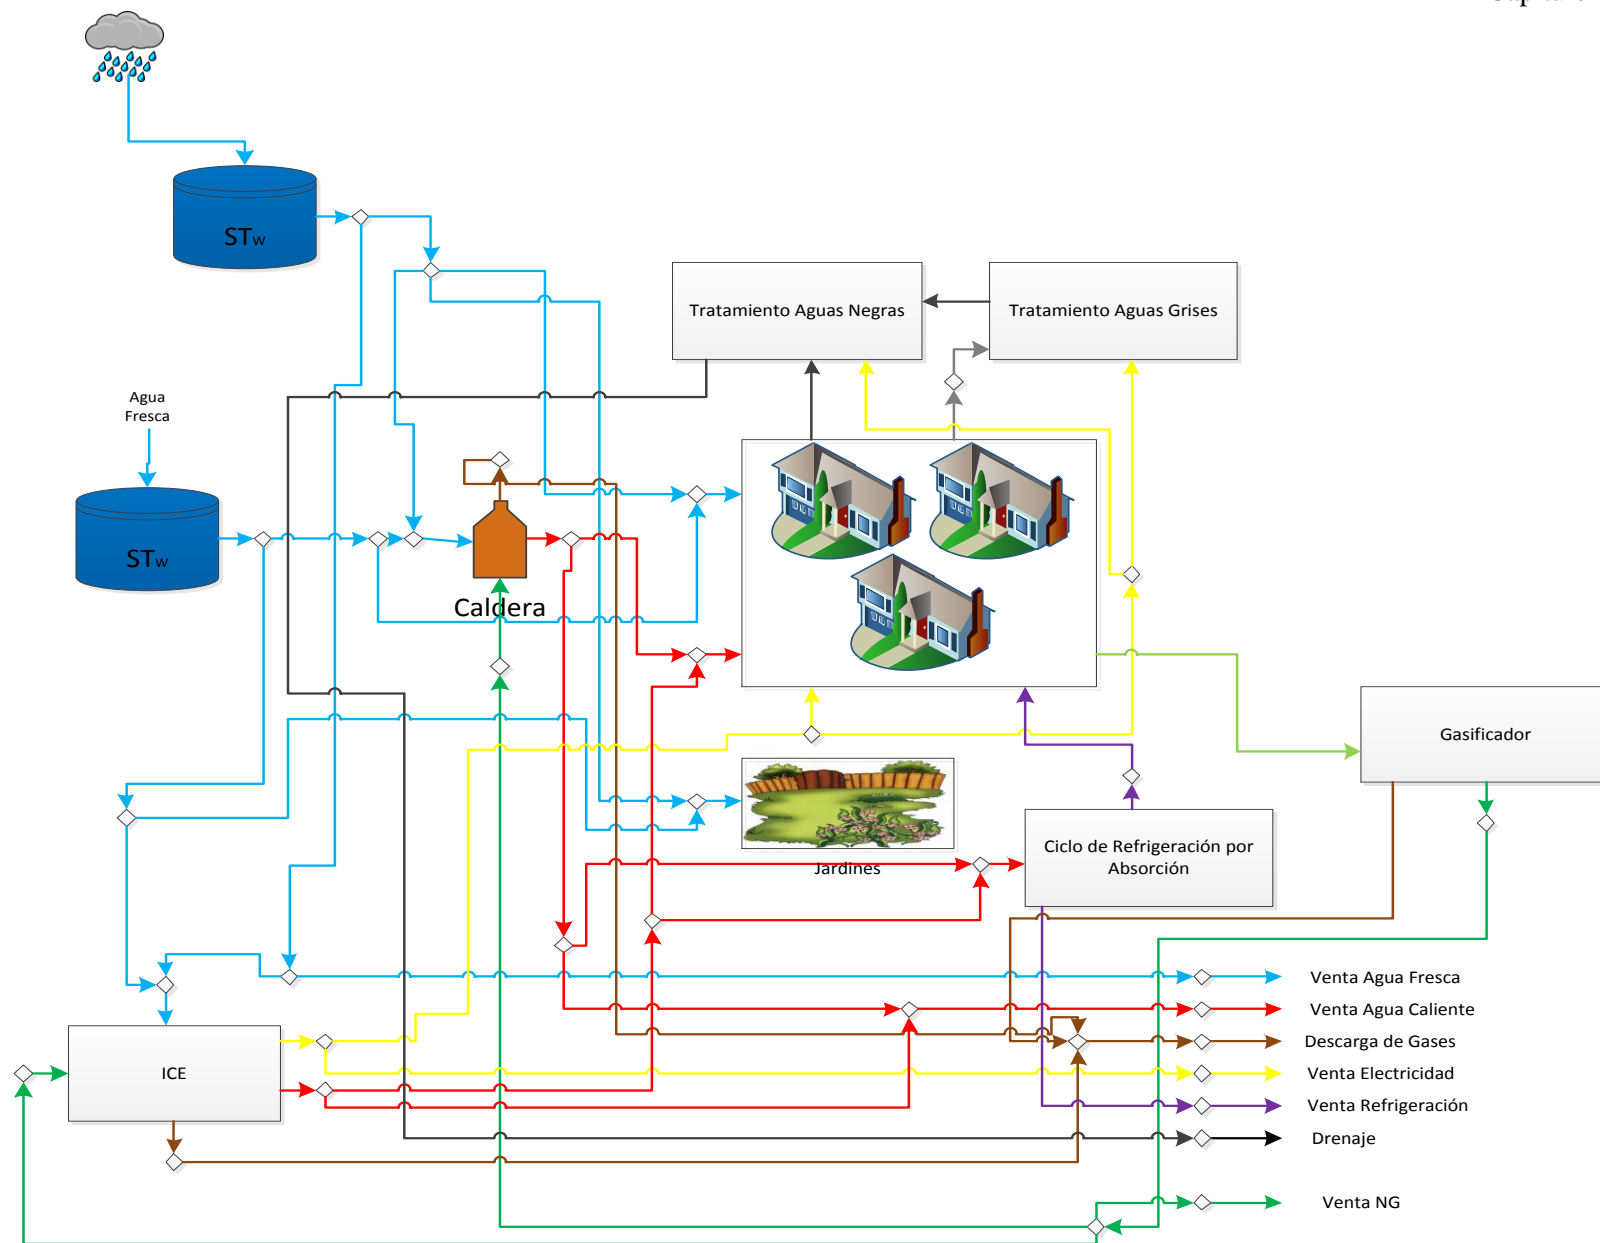 STw
Tratamiento Aguas Negras
Tratamiento Aguas Grises
Agua
Fresca
STw
Caldera
Gasificador
Ciclo de Refrigeración por
Absorción
Jardines
Venta Agua Fresca
Venta Agua Caliente
Descarga de Gases
ICE
Venta Electricidad
Venta Refrigeración
Drenaje
Venta NG